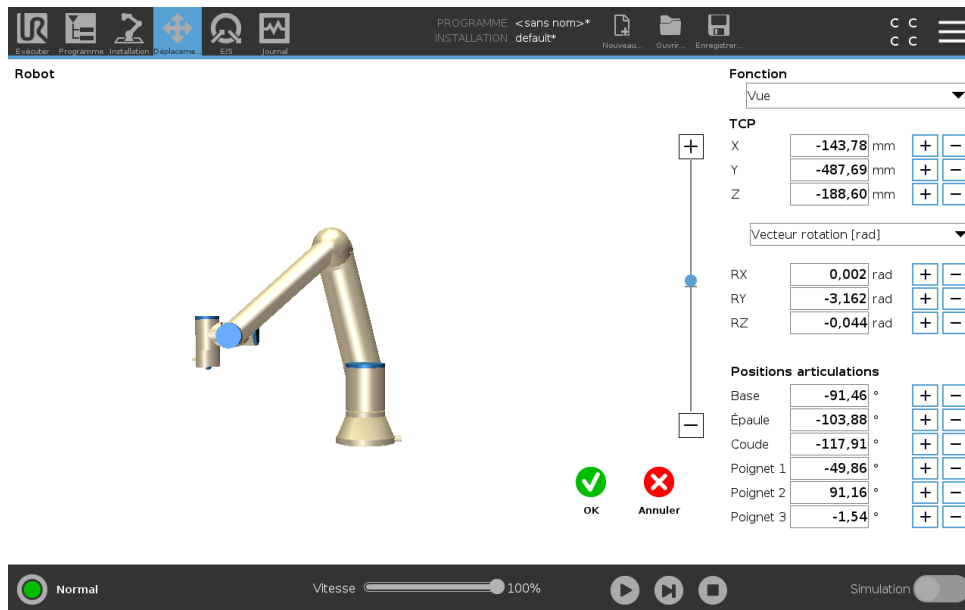 UR
PROGRAMME <sans nom>*
INSTALLATION default*
Exécuter Programme Installation Déplaceme... E/S Journal
Nouveau... Ouvrir... Enregistrer...
C C
C C
Robot
Fonction
Vue
TCP
X -143,78 mm + −
Y -487,69 mm + −
Z -188,60 mm + −
Vecteur rotation [rad]
RX 0,002 rad + −
RY -3,162 rad + −
RZ -0,044 rad + −
Positions articulations
Base -91,46 ° + −
Épaule -103,88 ° + −
Coude -117,91 ° + −
Poignet 1 -49,86 ° + −
Poignet 2 91,16 ° + −
Poignet 3 -1,54 ° + −
OK Annuler
Normal Vitesse 100% Simulation